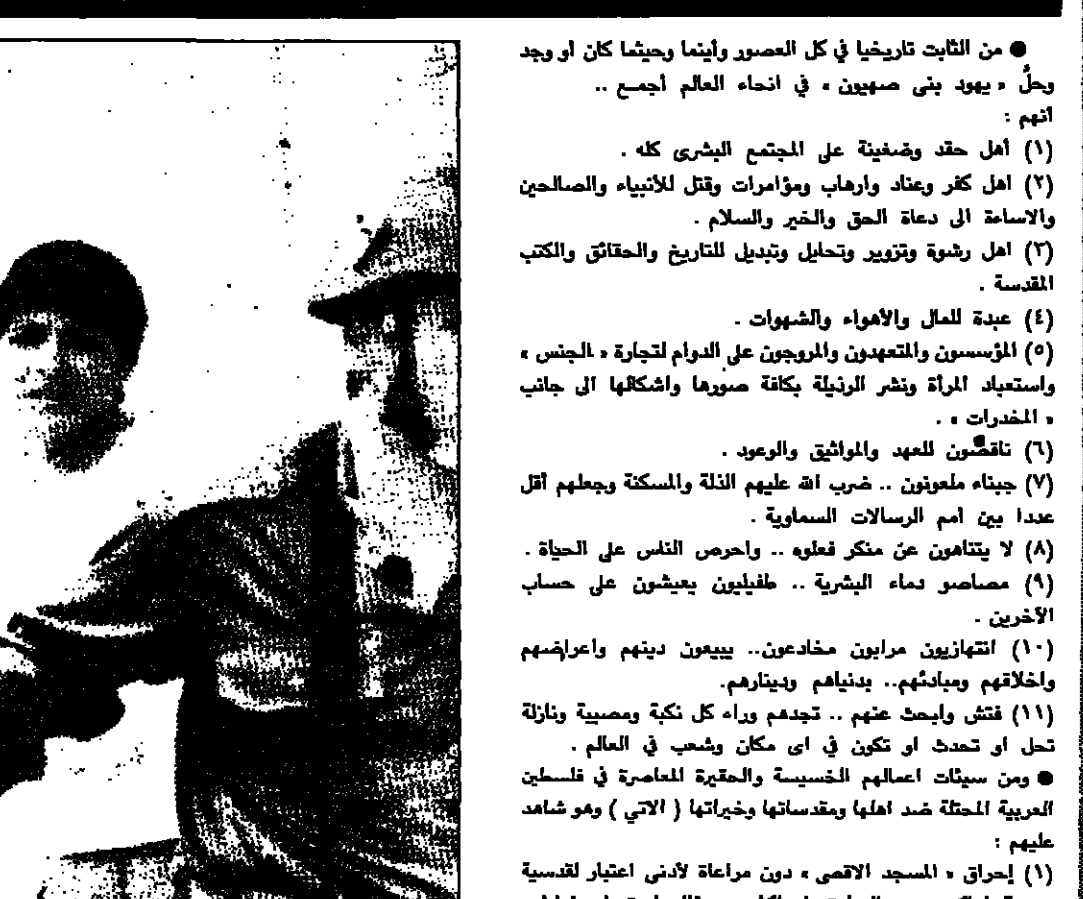 ● من الثابت تاريخيا في كل العصور وأينما وحيثما كان أو وجد
وحلَّ « يهود بنى صهيون » في انحاء العالم أجمــع ..
أنهم :
(١) أهل حقد وضغينة على المجتمع البشرى كله .
(٢) اهل كفر وعناد وارهاب ومؤامرات وقتل للأنبياء والصالحين
والاساءة الى دعاة الحق والخير والسلام .
(٣) اهل رشوة وتزوير وتحايل وتبديل للتاريخ والحقائق والكتب
المقدسة .
(٤) عبدة للمال والأهواء والشهوات .
(٥) المؤسسون والمتعهدون والمروجون على الدوام لتجارة « الجنس »
واستعباد المرأة ونشر الرذيلة بكافة صورها واشكالها الى جانب
« المخدرات » .
(٦) ناقضون للعهد والمواثيق والوعود .
(٧) جبناء ملعونون .. ضرب الله عليهم الذلة والمسكنة وجعلهم أقل
عددا بين أمم الرسالات السماوية .
(٨) لا يتناهون عن منكر فعلوه .. واحرص الناس على الحياة .
(٩) مصاصو دماء البشرية .. طفيليون يعيشون على حساب
الآخرين .
(١٠) انتهازيون مرابون مخادعون.. يبيعون دينهم وأعراضهم
واخلاقهم ومبادئهم.. بدنياهم ودينارهم.
(١١) فتش وابحث عنهم .. تجدهم وراء كل نكبة ومصيبة ونازلة
تحل او تحدث او تكون في اى مكان وشعب في العالم .
● ومن سيئات اعمالهم الخسيسة والحقيرة المعاصرة في فلسطين
العربية المحتلة ضد اهلها ومقدساتها وخيراتها ( الاتي ) وهو شاهد
عليهم :
(١) إحراق « المسجد الاقصى » دون مراعاة لأدنى اعتبار لقدسية